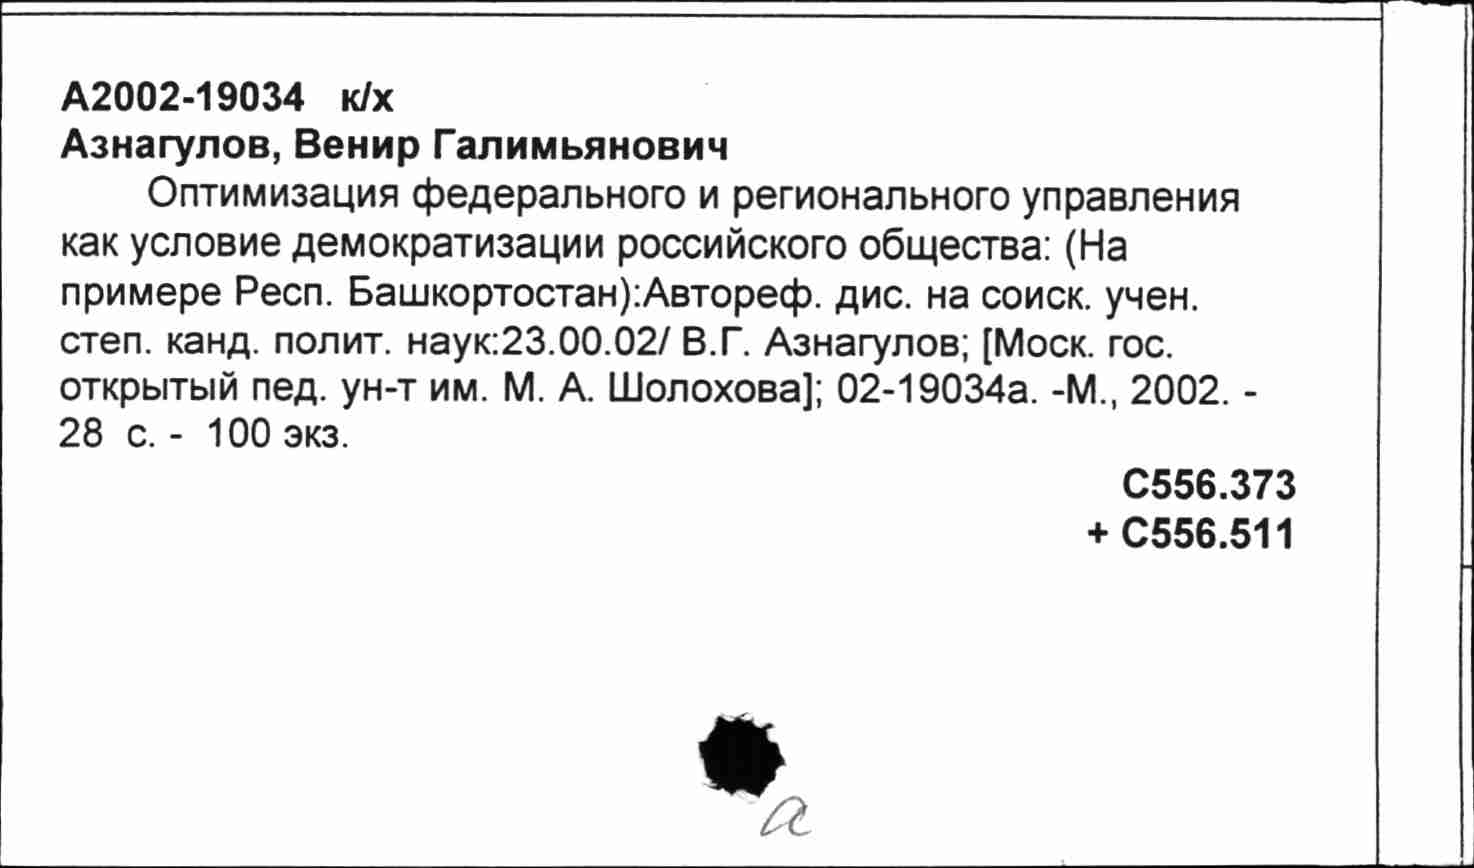 А2002-19034 к/х
Азнагулов, Венир Галимьянович
Оптимизация федерального и регионального управления
как условие демократизации российского общества: (На
примере Респ. Башкортостан):Автореф. дис. на соиск. учен.
степ. канд. полит. наук:23.00.02/ В.Г. Азнагулов; [Моск. гос.
открытый пед. ун-т им. М. А. Шолохова]; 02-19034а. -М., 2002. -
28 с. - 100 экз.
С556.373
+ С556.511
а